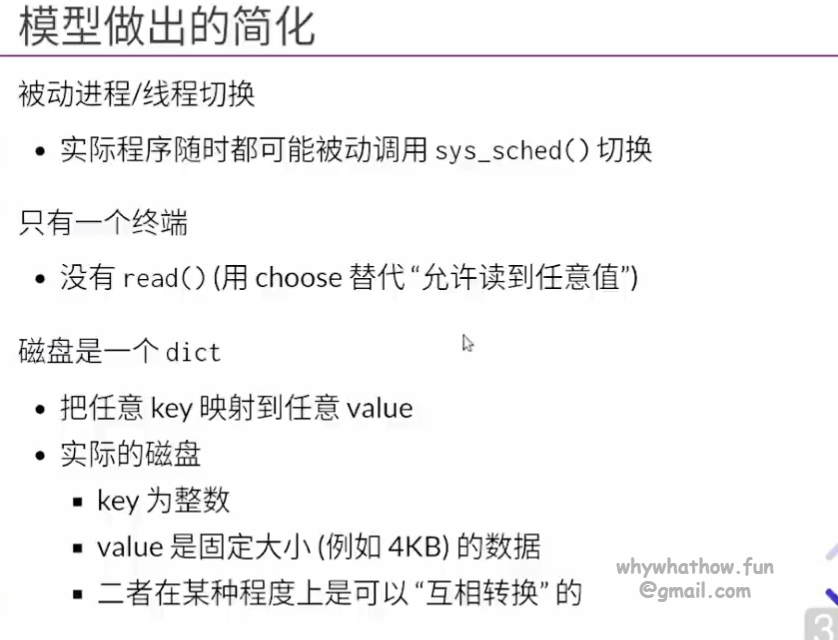 模型做出的简化
被动进程/线程切换
• 实际程序随时都可能被动调用 sys_sched() 切换
只有一个终端
• 没有 read() (用 choose 替代 “允许读到任意值”)
磁盘是一个 dict
• 把任意 key 映射到任意 value
• 实际的磁盘
▪ key 为整数
▪ value 是固定大小 (例如 4KB) 的数据
▪ 二者在某种程度上是可以 “互相转换” 的
whywhathow.fun
@gmail.com
3